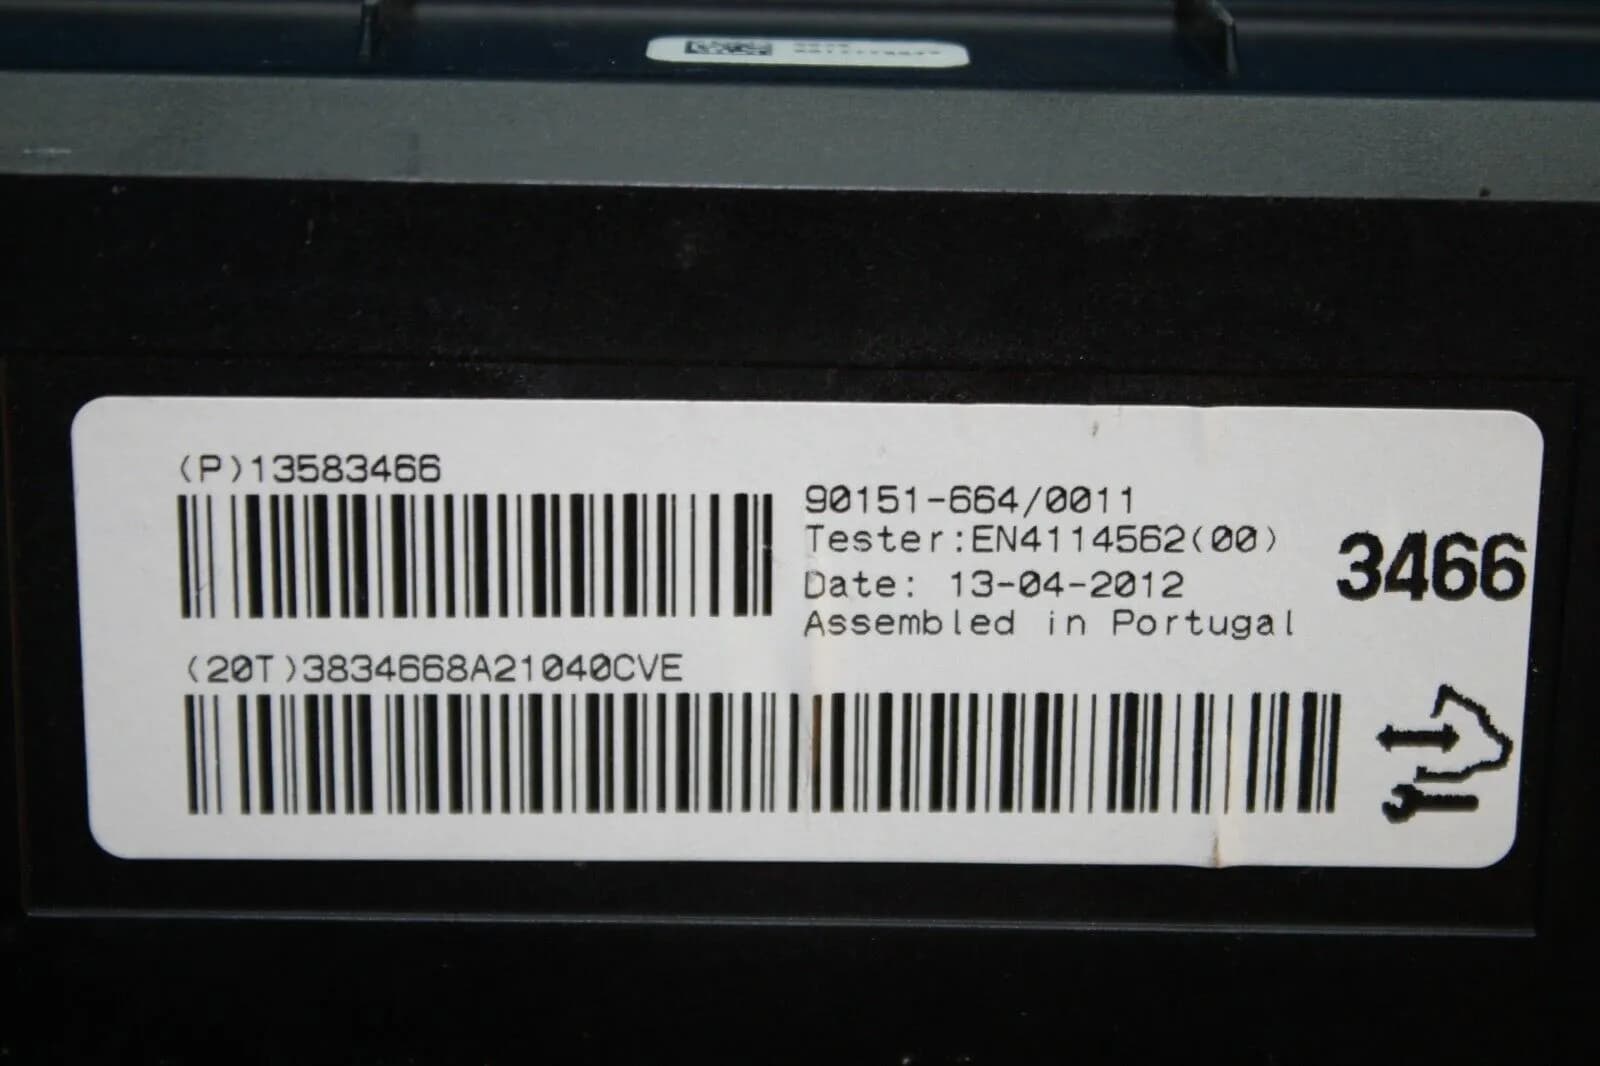 (P)13583466
90151-664/0011
Tester:EN4114562(00)
Date: 13-04-2012
Assembled in Portugal
3466
(20T)3834668A21040CVE